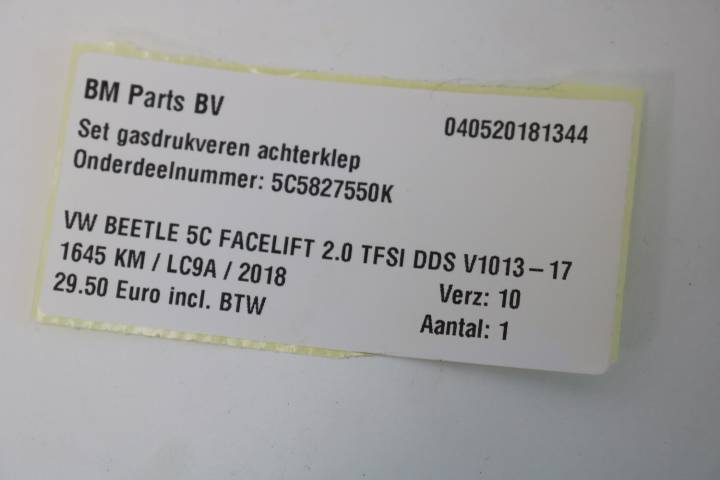 BM Parts BV
040520181344
Set gasdrukveren achterklep
Onderdeelnummer: 5C5827550K
VW BEETLE 5C FACELIFT 2.0 TFSI DDS V1013-17
1645 KM / LC9A / 2018
Verz: 10
29.50 Euro incl. BTW
Aantal: 1